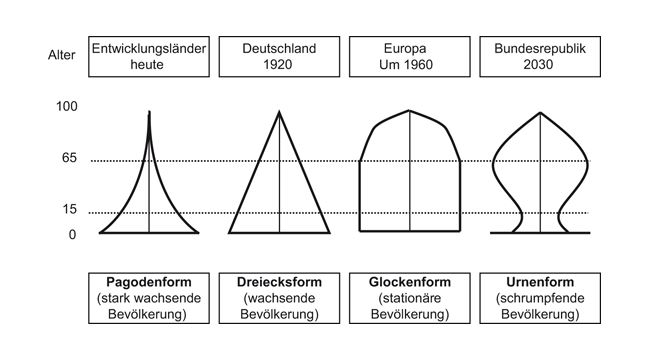 Alter
Entwicklungsländer
heute
Deutschland
1920
Europa
Um 1960
Bundesrepublik
2030
100
65
15
0
Pagodenform
(stark wachsende
Bevölkerung)
Dreiecksform
(wachsende
Bevölkerung)
Glockenform
(stationäre
Bevölkerung)
Urnenform
(schrumpfende
Bevölkerung)